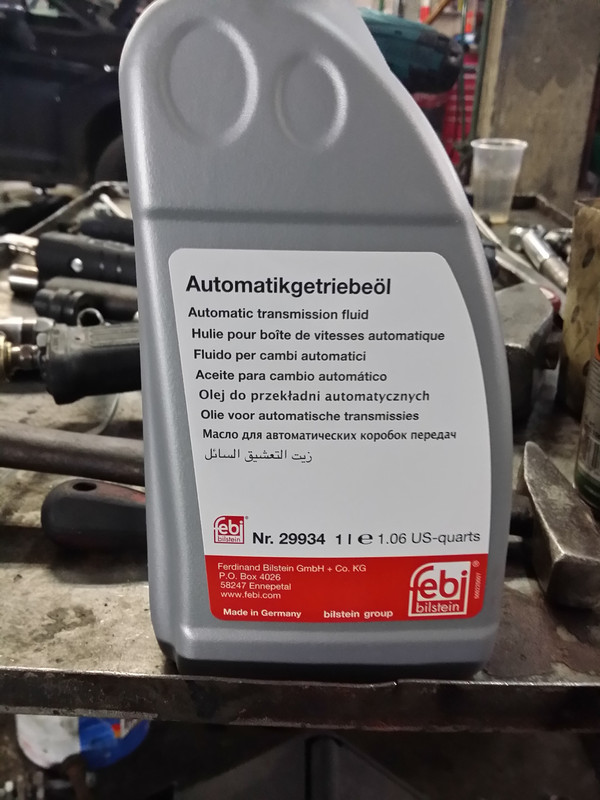 Automatikgetriebeöl
Automatic transmission fluid
Hulie pour boîte de vitesses automatique
Fluido per cambi automatici
Aceite para cambio automático
Olej do przekładni automatycznych
Olie voor automatische transmissies
Масло для автоматических коробок передач
زيت التعشيق السائل
febi bilstein Nr. 29934 1 l ℮ 1.06 US-quarts
Ferdinand Bilstein GmbH + Co. KG
P.O. Box 4026
58247 Ennepetal
www.febi.com
Made in Germany bilstein group
febi®
bilstein